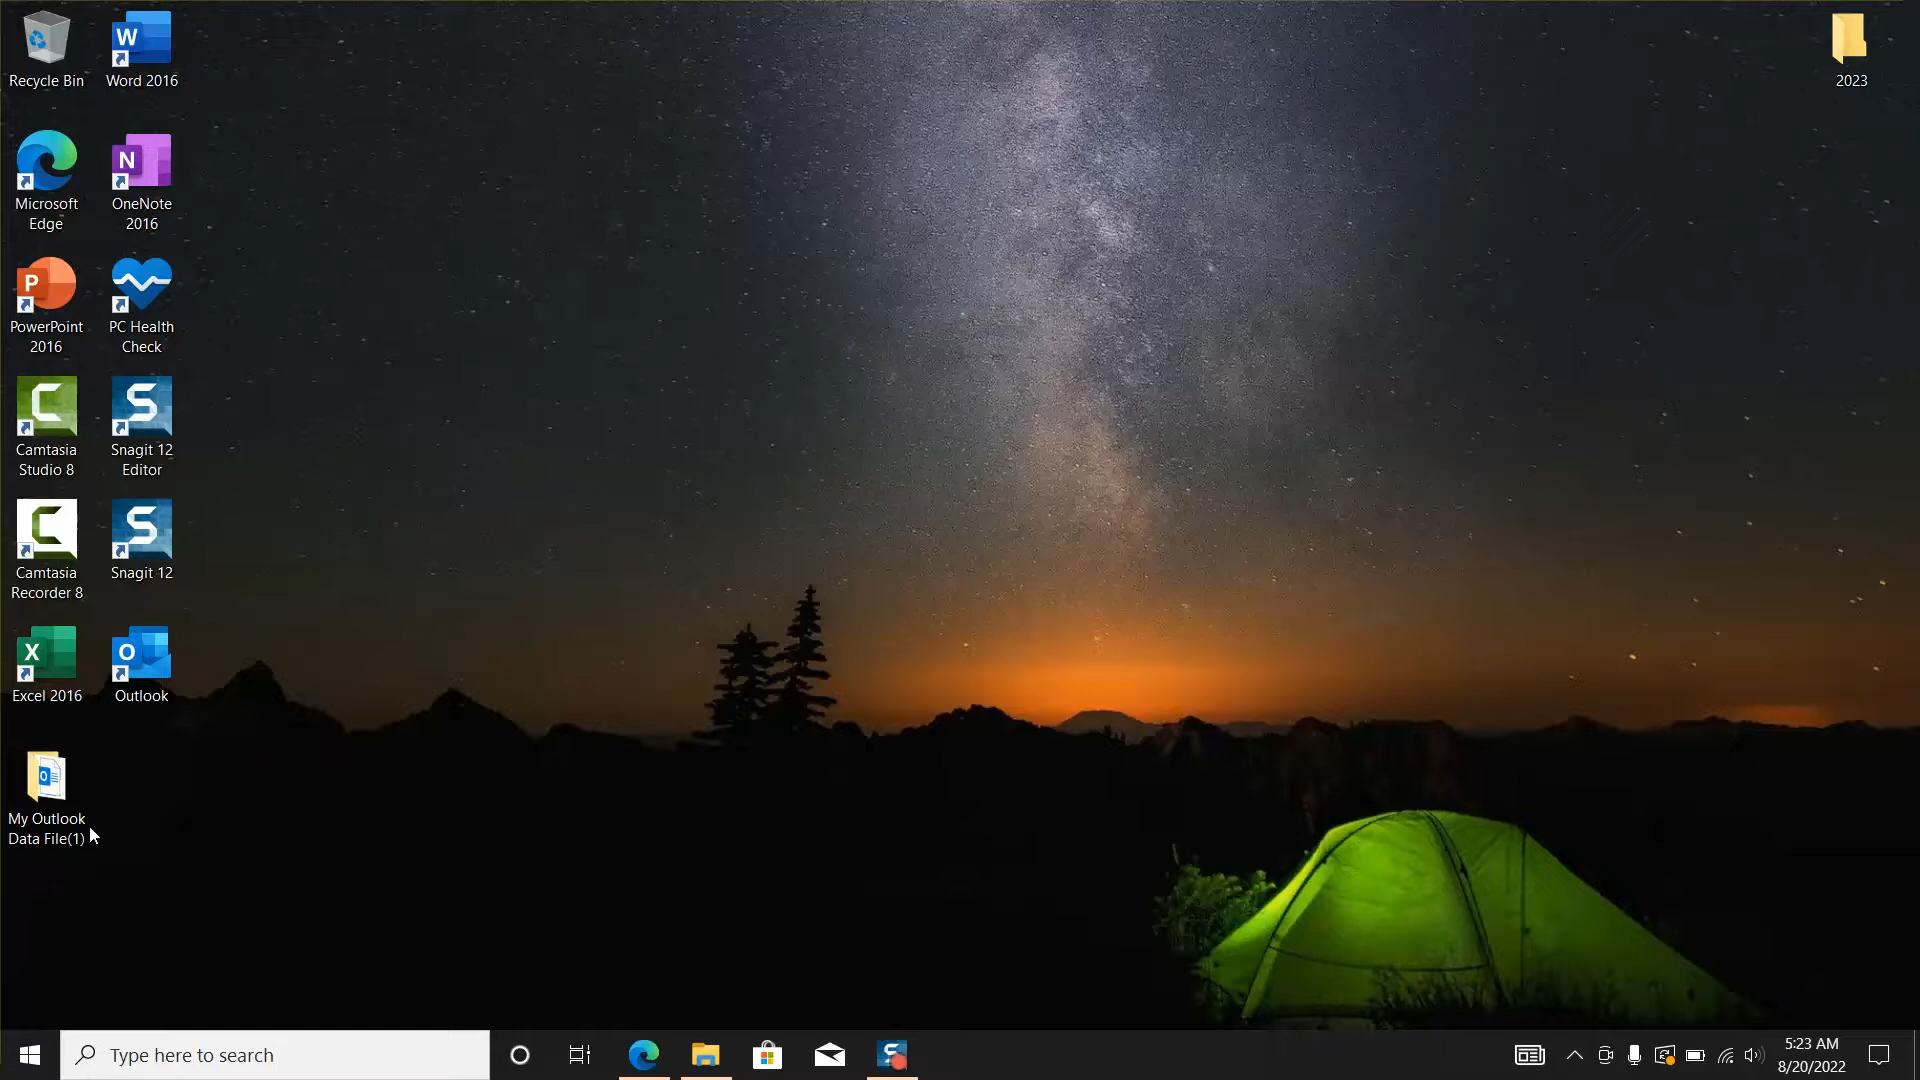 Recycle Bin
Word 2016
2023
Microsoft
Edge
OneNote
2016
PowerPoint
2016
PC Health
Check
Camtasia
Studio 8
Snagit 12
Editor
Camtasia
Recorder 8
Snagit 12
Excel 2016
Outlook
My Outlook
Data File(1)
Type here to search
5:23 AM
8/20/2022